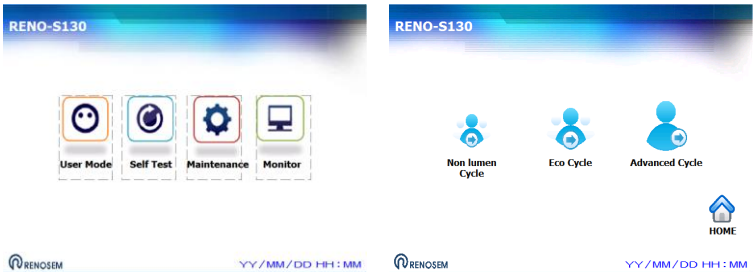 RENO-S130
User Mode Self Test Maintenance Monitor
RENOSEM YY/MM/DD HH:MM
RENO-S130
Non lumen
Cycle
Eco Cycle
Advanced Cycle
HOME
RENOSEM YY/MM/DD HH:MM